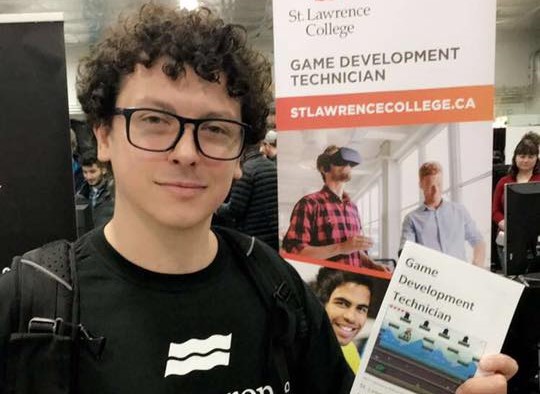 St. Lawrence
College
GAME DEVELOPMENT
TECHNICIAN
STLAWRENCECOLLEGE.CA
Game
Development
Technician